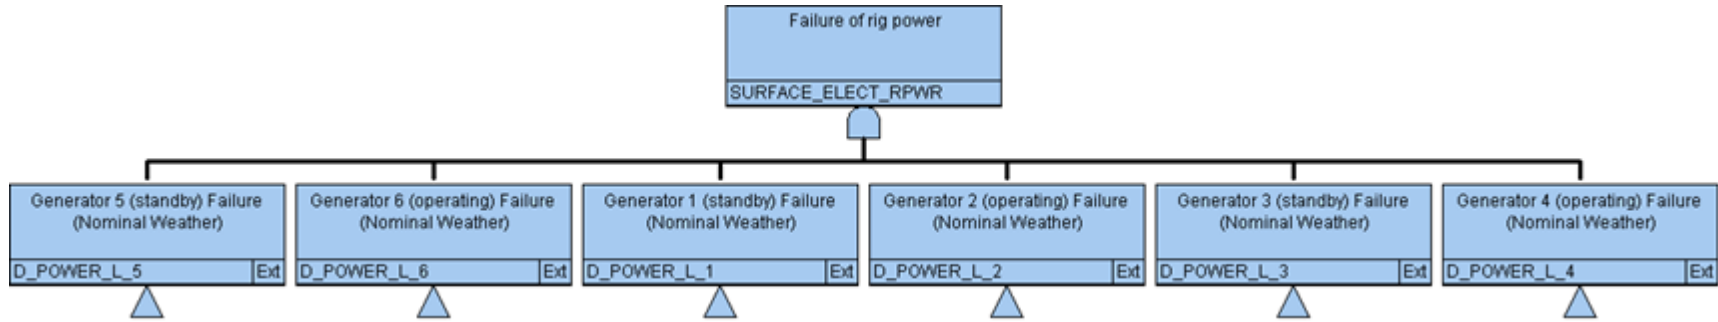 Failure of rig power
SURFACE_ELECT_RPWR
Generator 5 (standby) Failure
(Nominal Weather)
D_POWER_L_5
Ext
Generator 6 (operating) Failure
(Nominal Weather)
D_POWER_L_6
Ext
Generator 1 (standby) Failure
(Nominal Weather)
D_POWER_L_1
Ext
Generator 2 (operating) Failure
(Nominal Weather)
D_POWER_L_2
Ext
Generator 3 (standby) Failure
(Nominal Weather)
D_POWER_L_3
Ext
Generator 4 (operating) Failure
(Nominal Weather)
D_POWER_L_4
Ext